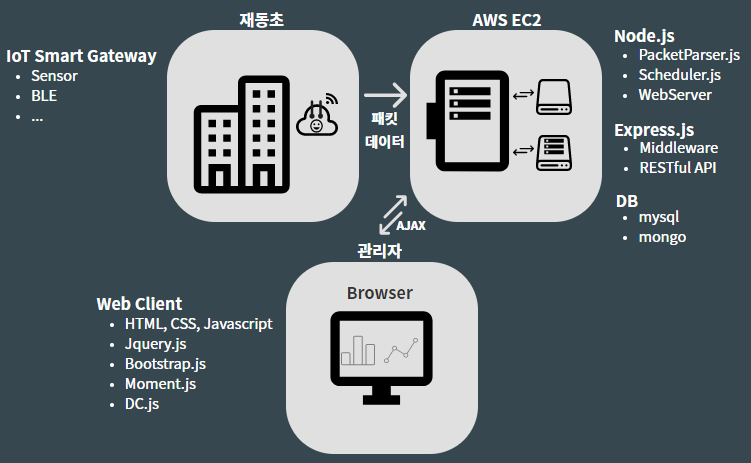 재동초
IoT Smart Gateway
• Sensor
• BLE
• ...
패킷
데이터
AWS EC2
Node.js
• PacketParser.js
• Scheduler.js
• WebServer
Express.js
• Middleware
• RESTful API
DB
• mysql
• mongo
AJAX
관리자
Browser
Web Client
• HTML, CSS, Javascript
• Jquery.js
• Bootstrap.js
• Moment.js
• DC.js